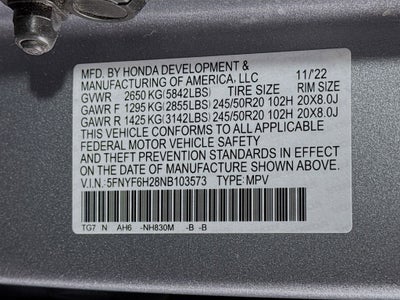 MFD. BY HONDA DEVELOPMENT &
MANUFACTURING OF AMERICA, LLC 11/'22
GVWR 2650 KG(5842LBS) TIRE SIZE RIM SIZE
GAWR F 1295 KG(2855LBS) 245/50R20 102H 20X8.0J
GAWR R 1425 KG(3142LBS) 245/50R20 102H 20X8.0J
THIS VEHICLE CONFORMS TO ALL APPLICABLE
FEDERAL MOTOR VEHICLE SAFETY
STANDARDS IN EFFECT ON THE
DATE OF MANUFACTURE SHOWN ABOVE.
V.I.N.: 5FNYF6H28NB103573 TYPE: MPV
TG7 N AH6 -NH830M -B -B